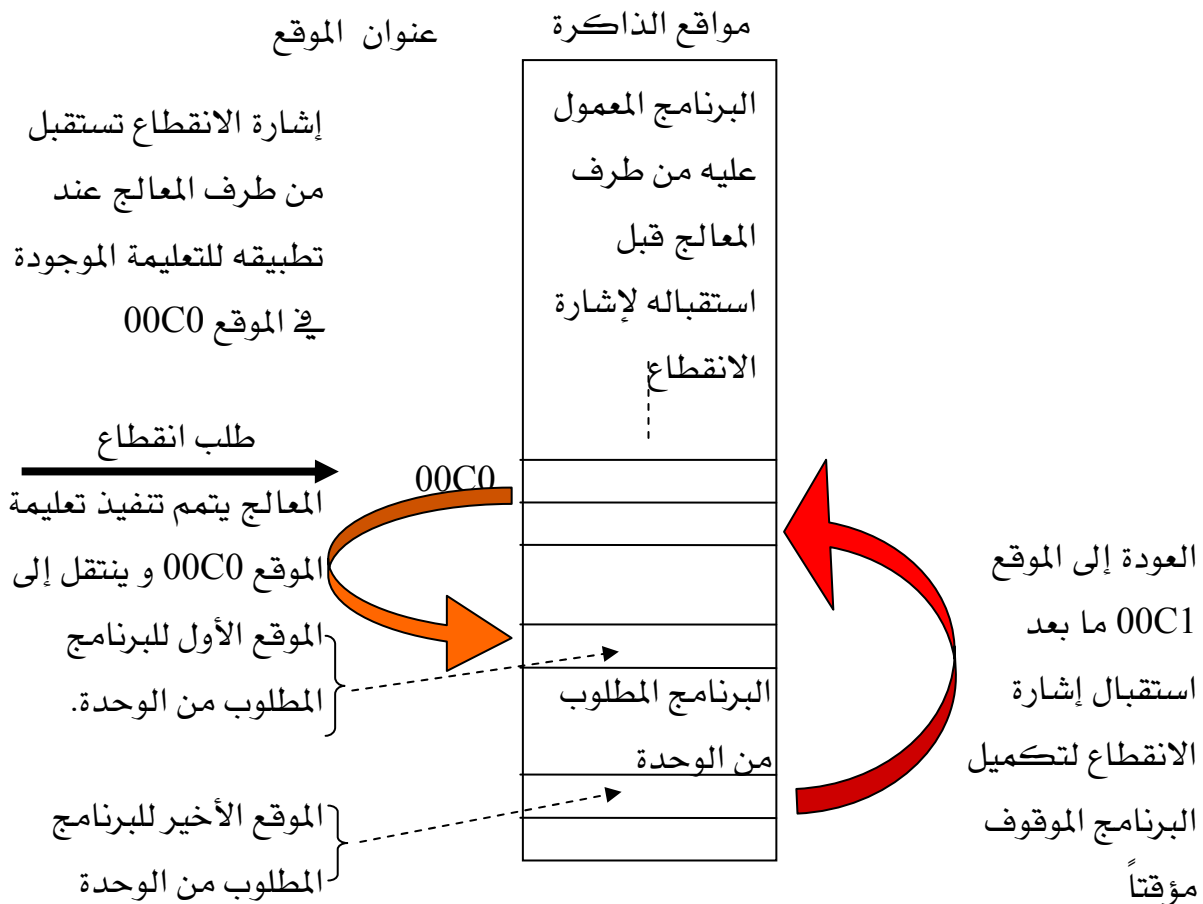 مواقع الذاكرة
عنوان الموقع
إشارة الانقطاع تستقبل
من طرف المعالج عند
تطبيقه للتعليمة الموجودة
في الموقع 00C0
البرنامج المعمول
عليه من طرف
المعالج قبل
استقباله لإشارة
الانقطاع
طلب انقطاع
00C0
المعالج يتمم تنفيذ تعليمة
الموقع 00C0 و ينتقل إلى
الموقع الأول للبرنامج
المطلوب من الوحدة.
البرنامج المطلوب
من الوحدة
الموقع الأخير للبرنامج
المطلوب من الوحدة
العودة إلى الموقع
00C1 ما بعد
استقبال إشارة
الانقطاع لتكميل
البرنامج الموقوف
مؤقتاً